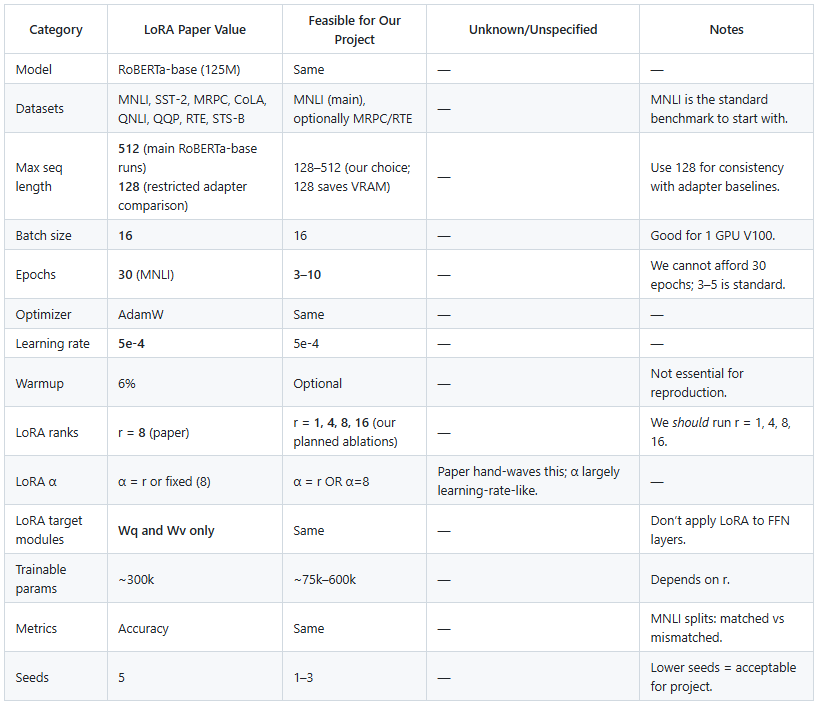 Category
LoRA Paper Value
Feasible for Our
Project
Unknown/Unspecified
Notes
Model
RoBERTa-base (125M)
Same
—
—
Datasets
MNLI, SST-2, MRPC, CoLA,
QNLI, QQP, RTE, STS-B
MNLI (main),
optionally MRPC/RTE
—
MNLI is the standard
benchmark to start with.
Max seq
length
512 (main RoBERTa-base
runs)
128 (restricted adapter
comparison)
128–512 (our choice;
128 saves VRAM)
—
Use 128 for consistency
with adapter baselines.
Batch size
16
16
—
Good for 1 GPU V100.
Epochs
30 (MNLI)
3–10
—
We cannot afford 30
epochs; 3–5 is standard.
Optimizer
AdamW
Same
—
—
Learning rate
5e-4
5e-4
—
—
Warmup
6%
Optional
—
Not essential for
reproduction.
LoRA ranks
r = 8 (paper)
r = 1, 4, 8, 16 (our
planned ablations)
—
We should run r = 1, 4, 8,
16.
LoRA α
α = r or fixed (8)
α = r OR α=8
Paper hand-waves this; α largely
learning-rate-like.
—
LoRA target
modules
Wq and Wv only
Same
—
Don’t apply LoRA to FFN
layers.
Trainable
params
~300k
~75k–600k
—
Depends on r.
Metrics
Accuracy
Same
—
MNLI splits: matched vs
mismatched.
Seeds
5
1–3
—
Lower seeds = acceptable
for project.